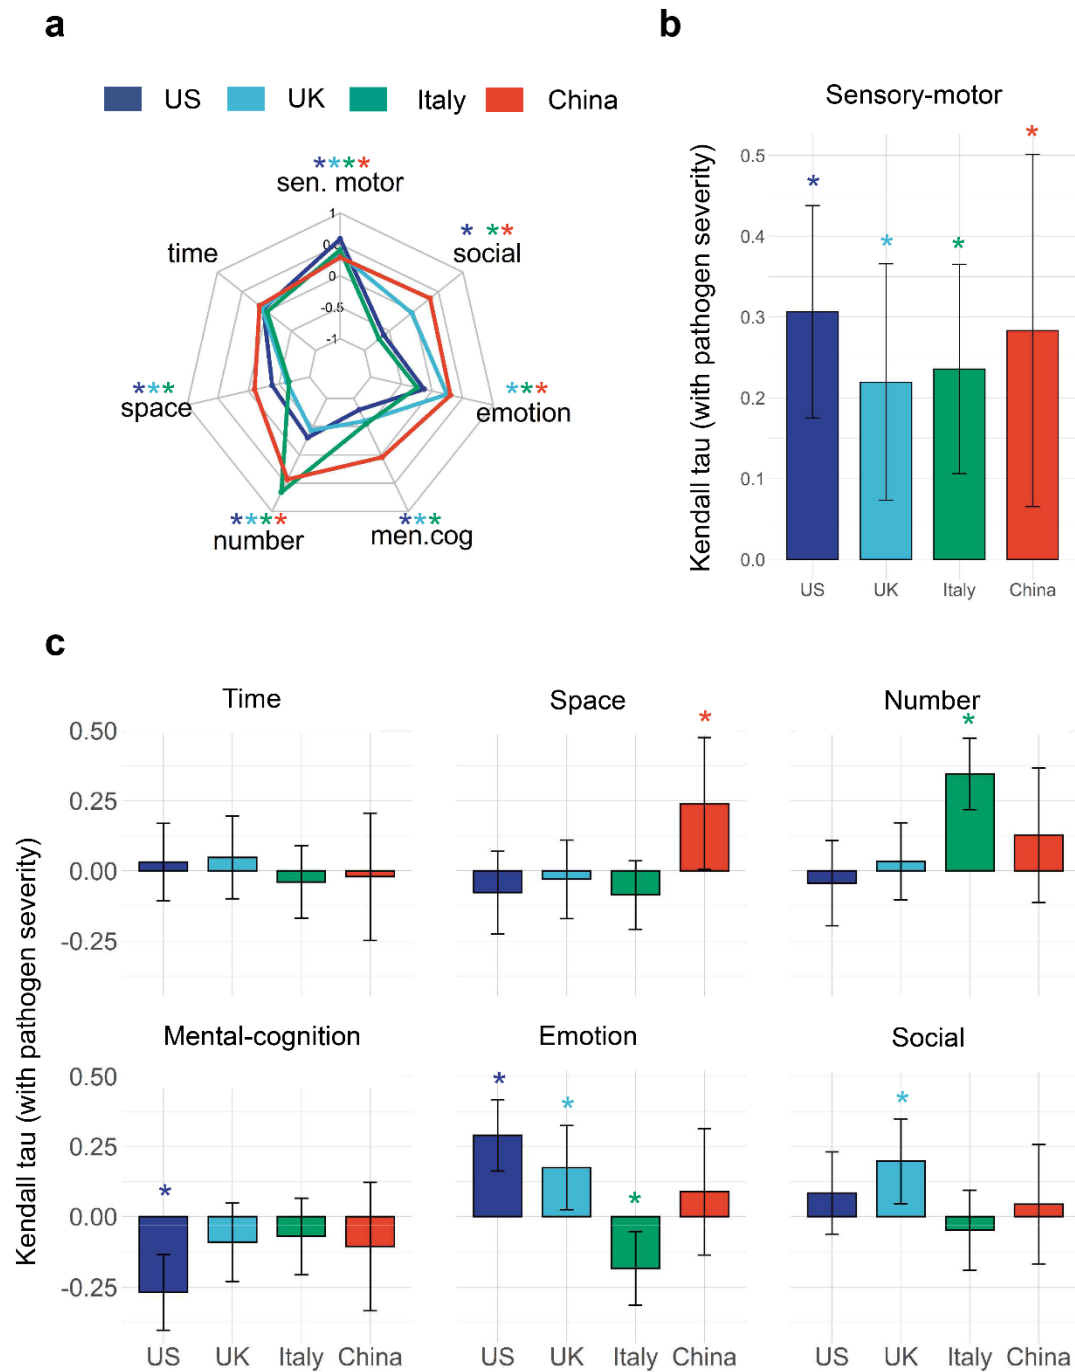 a
US UK Italy China
****
sen. motor
* **
social
time
1
0.5
0
-0.5
-1
***
space
***
emotion
****
number
***
men.cog
b
Sensory-motor
Kendall tau (with pathogen severity)
0.5
0.4
0.3
0.2
0.1
0.0
* * * *
US UK Italy China
c
Kendall tau (with pathogen severity)
Time Space Number
* *
0.50
0.25
0.00
-0.25
Mental-cognition Emotion Social
* * * * *
0.50
0.25
0.00
-0.25
US UK Italy China US UK Italy China US UK Italy China